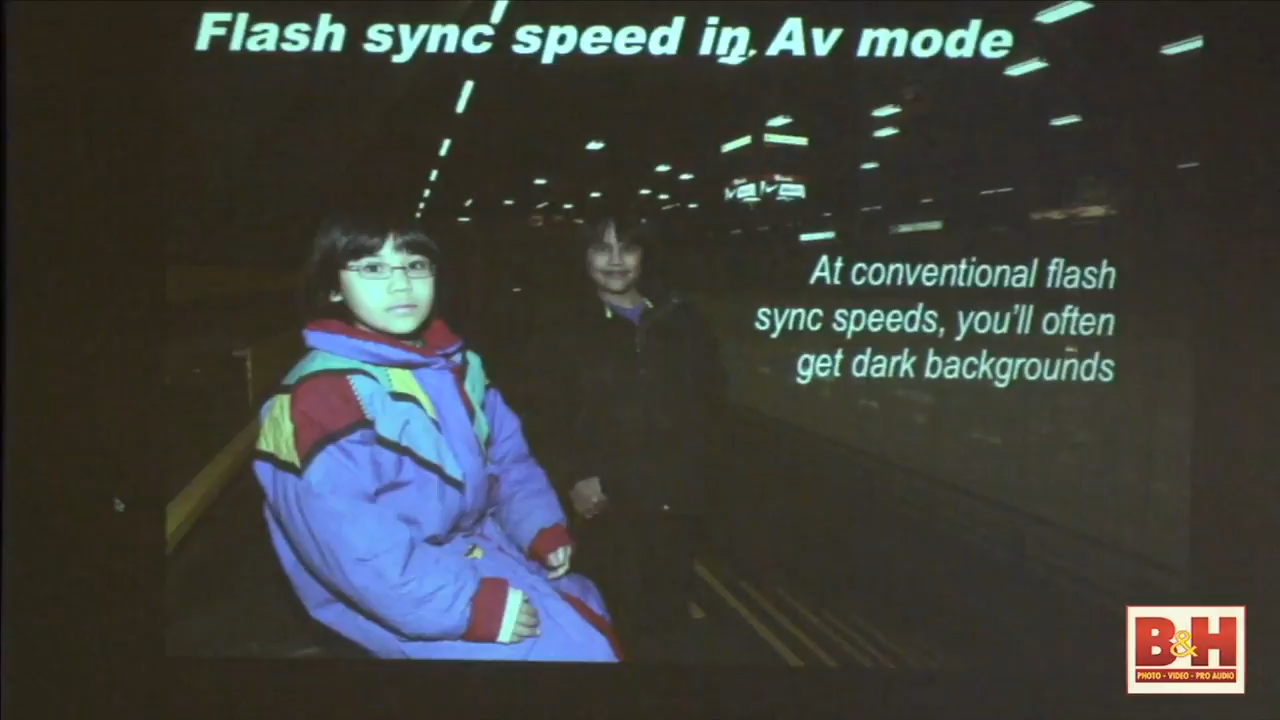 Flash sync speed in Av mode
At conventional flash
sync speeds, you'll often
get dark backgrounds
B&H
PHOTO - VIDEO - PRO AUDIO